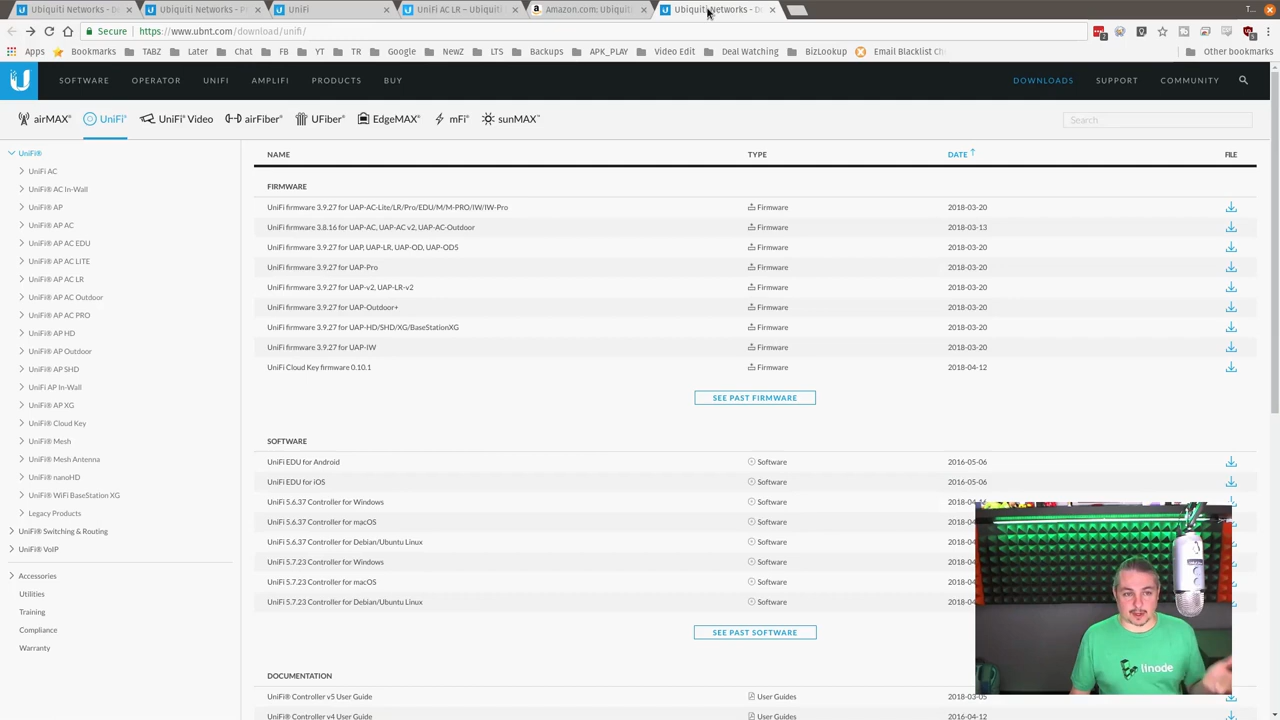 Ubiquiti Networks - D
Ubiquiti Networks - P
UniFi
UniFi AC LR – Ubiquiti
Amazon.com: Ubiquiti
Ubiquiti Networks - D
T...
Secure
https://www.ubnt.com/download/unifi/
Apps
Bookmarks
TABZ
Later
Chat
FB
YT
TR
Google
NewZ
LTS
Backups
APK_PLAY
Video Edit
Deal Watching
BizLookup
Email Blacklist Ch
Other bookmarks
SOFTWARE
OPERATOR
UNIFI
AMPLIFI
PRODUCTS
BUY
DOWNLOADS
SUPPORT
COMMUNITY
airMAX®
UniFi®
UniFi® Video
airFiber®
UFiber®
EdgeMAX®
mFi®
sunMAX™
Search
UniFi®
UniFi AC
UniFi® AC In-Wall
UniFi® AP
UniFi® AP AC
UniFi® AP AC EDU
UniFi® AP AC LITE
UniFi® AP AC LR
UniFi® AP AC Outdoor
UniFi® AP AC PRO
UniFi® AP HD
UniFi® AP Outdoor
UniFi® AP SHD
UniFi AP In-Wall
UniFi® AP XG
UniFi® Cloud Key
UniFi® Mesh
UniFi® Mesh Antenna
UniFi® nanoHD
UniFi® WiFi BaseStation XG
Legacy Products
UniFi® Switching & Routing
UniFi® VoIP
Accessories
Utilities
Training
Compliance
Warranty
NAME TYPE DATE FILE
FIRMWARE
UniFi firmware 3.9.27 for UAP-AC-Lite/LR/Pro/EDU/M/M-PRO/IW/IW-Pro Firmware 2018-03-20
UniFi firmware 3.8.16 for UAP-AC, UAP-AC v2, UAP-AC-Outdoor Firmware 2018-03-13
UniFi firmware 3.9.27 for UAP, UAP-LR, UAP-OD, UAP-OD5 Firmware 2018-03-20
UniFi firmware 3.9.27 for UAP-Pro Firmware 2018-03-20
UniFi firmware 3.9.27 for UAP-v2, UAP-LR-v2 Firmware 2018-03-20
UniFi firmware 3.9.27 for UAP-Outdoor+ Firmware 2018-03-20
UniFi firmware 3.9.27 for UAP-HD/SHD/XG/BaseStationXG Firmware 2018-03-20
UniFi firmware 3.9.27 for UAP-IW Firmware 2018-03-20
UniFi Cloud Key firmware 0.10.1 Firmware 2018-04-12
SEE PAST FIRMWARE
SOFTWARE
UniFi EDU for Android Software 2016-05-06
UniFi EDU for iOS Software 2016-05-06
UniFi 5.6.37 Controller for Windows Software 2018-04
UniFi 5.6.37 Controller for macOS Software 2018-04
UniFi 5.6.37 Controller for Debian/Ubuntu Linux Software 2018-04
UniFi 5.7.23 Controller for Windows Software 2018-04
UniFi 5.7.23 Controller for macOS Software 2018-04
UniFi 5.7.23 Controller for Debian/Ubuntu Linux Software 2018-04
SEE PAST SOFTWARE
DOCUMENTATION
UniFi® Controller v5 User Guide User Guides 2018-03-05
UniFi® Controller v4 User Guide User Guides 2016-04-12
linode